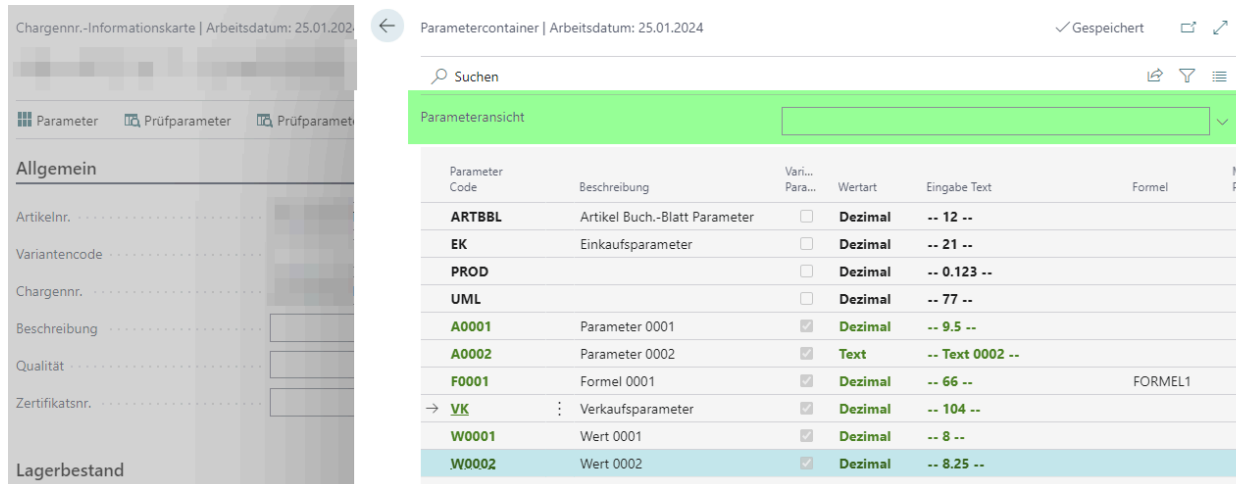 Chargennr.-Informationskarte | Arbeitsdatum: 25.01.202
Parameter Prüfparameter Prüfparamet
Allgemein
Artikelnr.
Variantencode
Chargennr.
Beschreibung
Qualität
Zertifikatsnr.
Lagerbestand
Parametercontainer | Arbeitsdatum: 25.01.2024 Gespeichert
Suchen
Parameteransicht
Parameter Code Beschreibung Vari... Para... Wertart Eingabe Text Formel
ARTBBL Artikel Buch.-Blatt Parameter Dezimal -- 12 --
EK Einkaufsparameter Dezimal -- 21 --
PROD Dezimal -- 0.123 --
UML Dezimal -- 77 --
A0001 Parameter 0001 Dezimal -- 9.5 --
A0002 Parameter 0002 Text -- Text 0002 --
F0001 Formel 0001 Dezimal -- 66 -- FORMEL1
VK Verkaufsparameter Dezimal -- 104 --
W0001 Wert 0001 Dezimal -- 8 --
W0002 Wert 0002 Dezimal -- 8.25 --